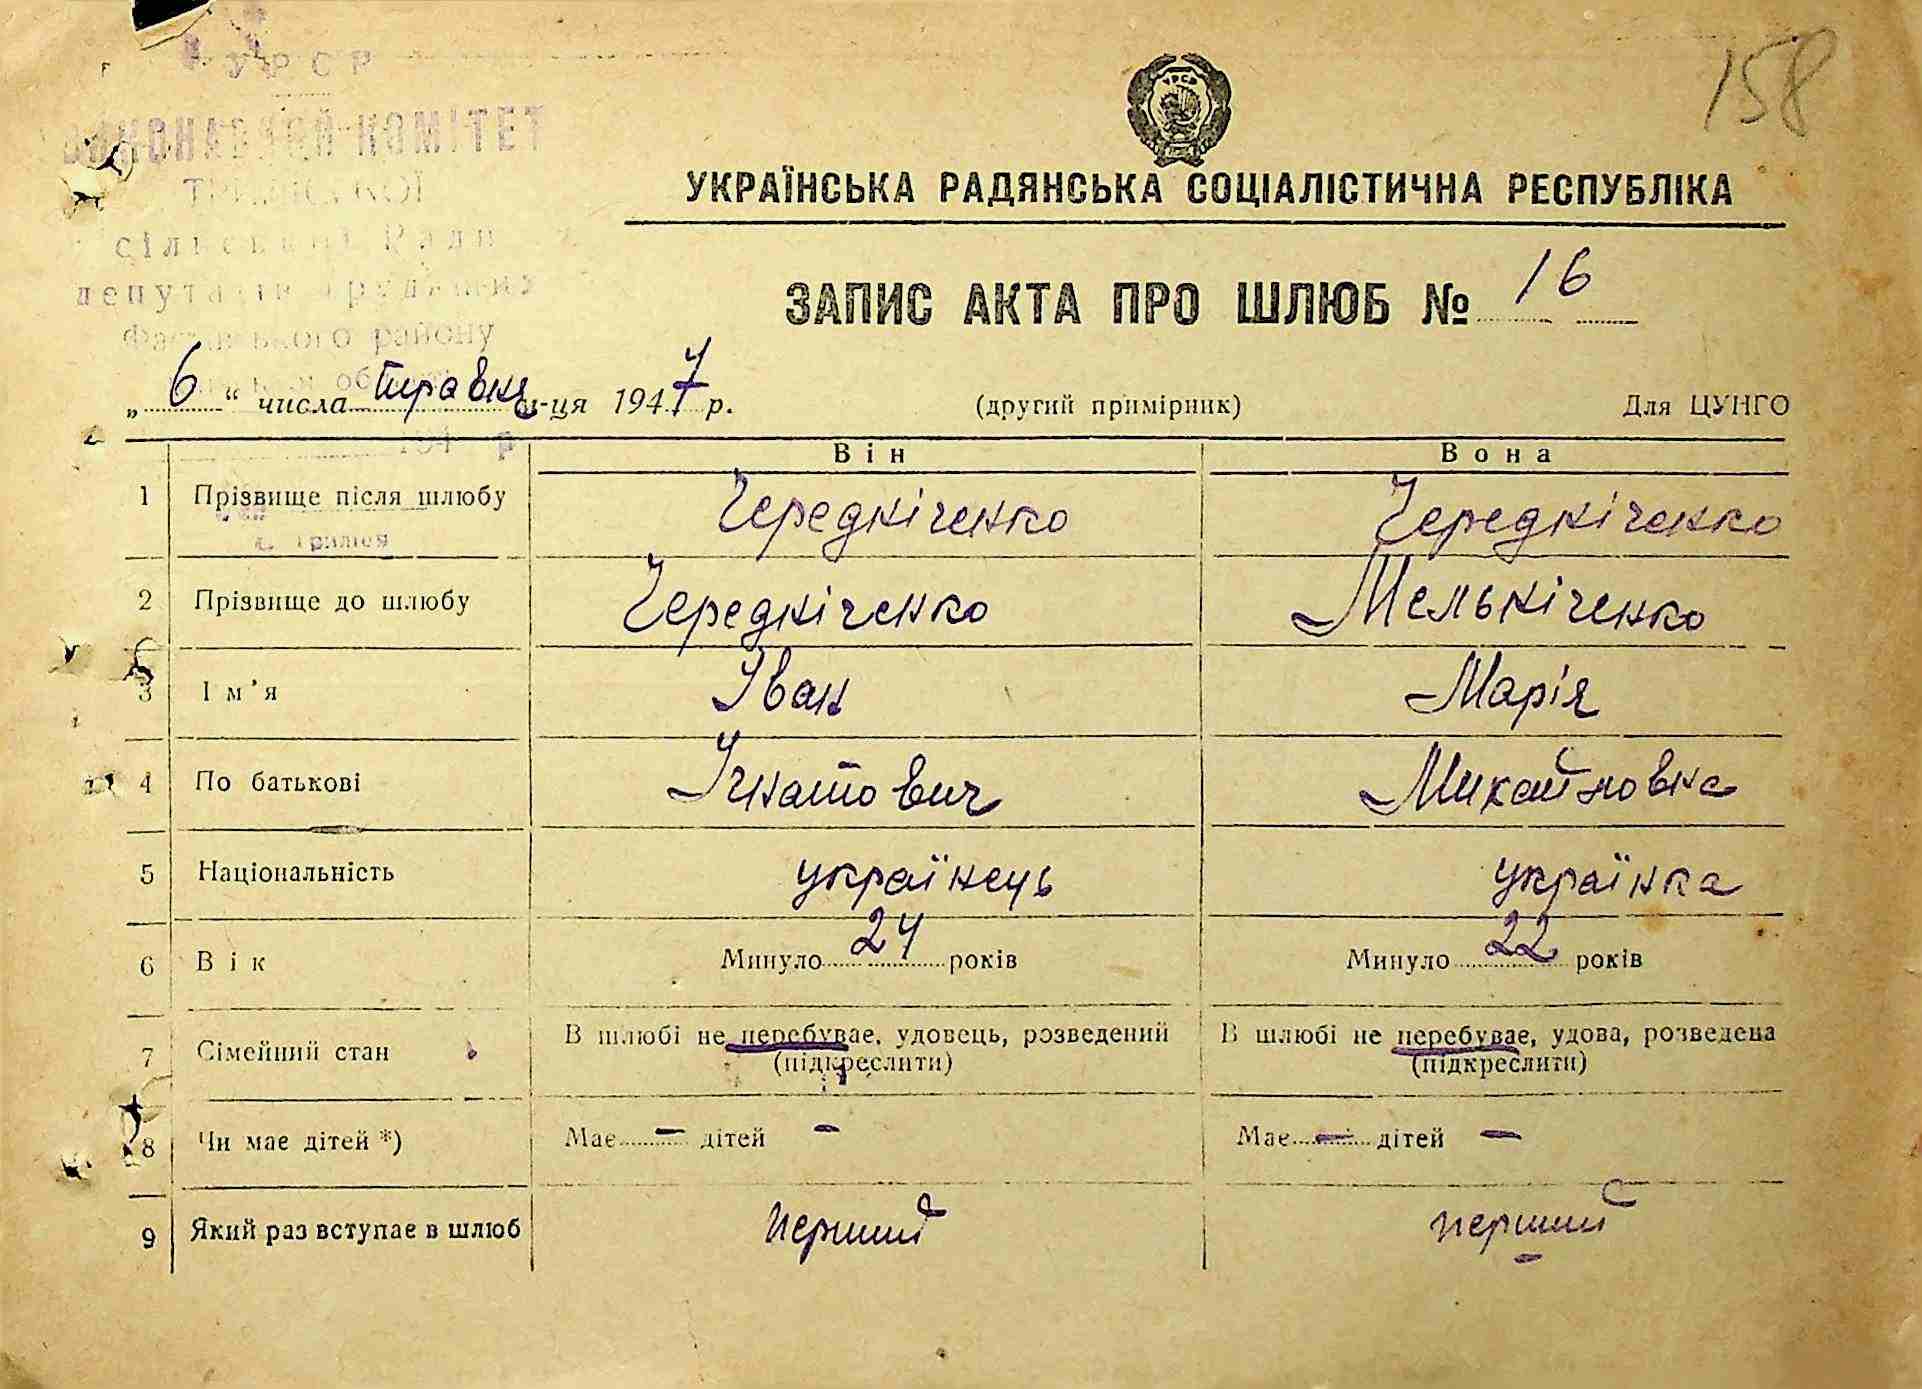 158
УРСР
ВИКОНАВЧИЙ КОМІТЕТ
сільської Ради
депутатів трудящих
Фастівського району
УКРАЇНСЬКА РАДЯНСЬКА СОЦІАЛІСТИЧНА РЕСПУБЛІКА
ЗАПИС АКТА ПРО ШЛЮБ № 16
„6“ числа травня м-ця 1947 р. (другий примірник) Для ЦУНГО
Він Вона
1 Прізвище після шлюбу Чередніченко Чередніченко
2 Прізвище до шлюбу Чередніченко Мельніченко
3 Ім'я Іван Марія
4 По батькові Ігнатович Михайловна
5 Національність українець українка
6 Вік Минуло 24 років Минуло 22 років
7 Сімейний стан В шлюбі не перебуває, удовець, розведений В шлюбі не перебуває, удова, розведена
(підкреслити) (підкреслити)
8 Чи має дітей *) Має — дітей — Має — дітей —
9 Який раз вступає в шлюб перший перший